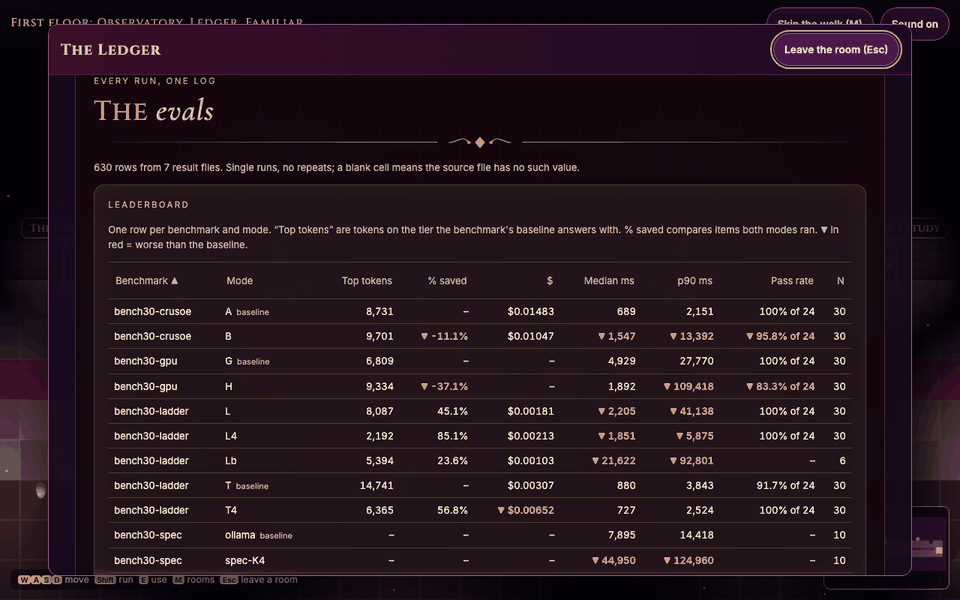 FIRST FLOOR: OBSERVATORY, LEDGER, FAMILIAR
Skip the walk (M)
Sound on
THE LEDGER
Leave the room (Esc)
EVERY RUN, ONE LOG
THE evals
630 rows from 7 result files. Single runs, no repeats; a blank cell means the source file has no such value.
LEADERBOARD
One row per benchmark and mode. “Top tokens” are tokens on the tier the benchmark's baseline answers with. % saved compares items both modes ran. ▼ in
red = worse than the baseline.
Benchmark ▲ Mode Top tokens % saved $ Median ms p90 ms Pass rate N
bench30-crusoe A baseline 8,731 – $0.01483 689 2,151 100% of 24 30
bench30-crusoe B 9,701 ▼ -11.1% $0.01047 ▼ 1,547 ▼ 13,392 ▼ 95.8% of 24 30
bench30-gpu G baseline 6,809 – – 4,929 27,770 100% of 24 30
bench30-gpu H 9,334 ▼ -37.1% – 1,892 ▼ 109,418 ▼ 83.3% of 24 30
bench30-ladder L 8,087 45.1% $0.00181 ▼ 2,205 ▼ 41,138 100% of 24 30
bench30-ladder L4 2,192 85.1% $0.00213 ▼ 1,851 ▼ 5,875 100% of 24 30
bench30-ladder Lb 5,394 23.6% $0.00103 ▼ 21,622 ▼ 92,801 – 6
bench30-ladder T baseline 14,741 – $0.00307 880 3,843 91.7% of 24 30
bench30-ladder T4 6,365 56.8% ▼ $0.00652 727 2,524 100% of 24 30
bench30-spec ollama baseline – – – 7,895 14,418 – 10
bench30-spec spec-K4 – – – ▼ 44,950 ▼ 124,960 – 10
W A S D move Shift run E use M rooms Esc leave a room